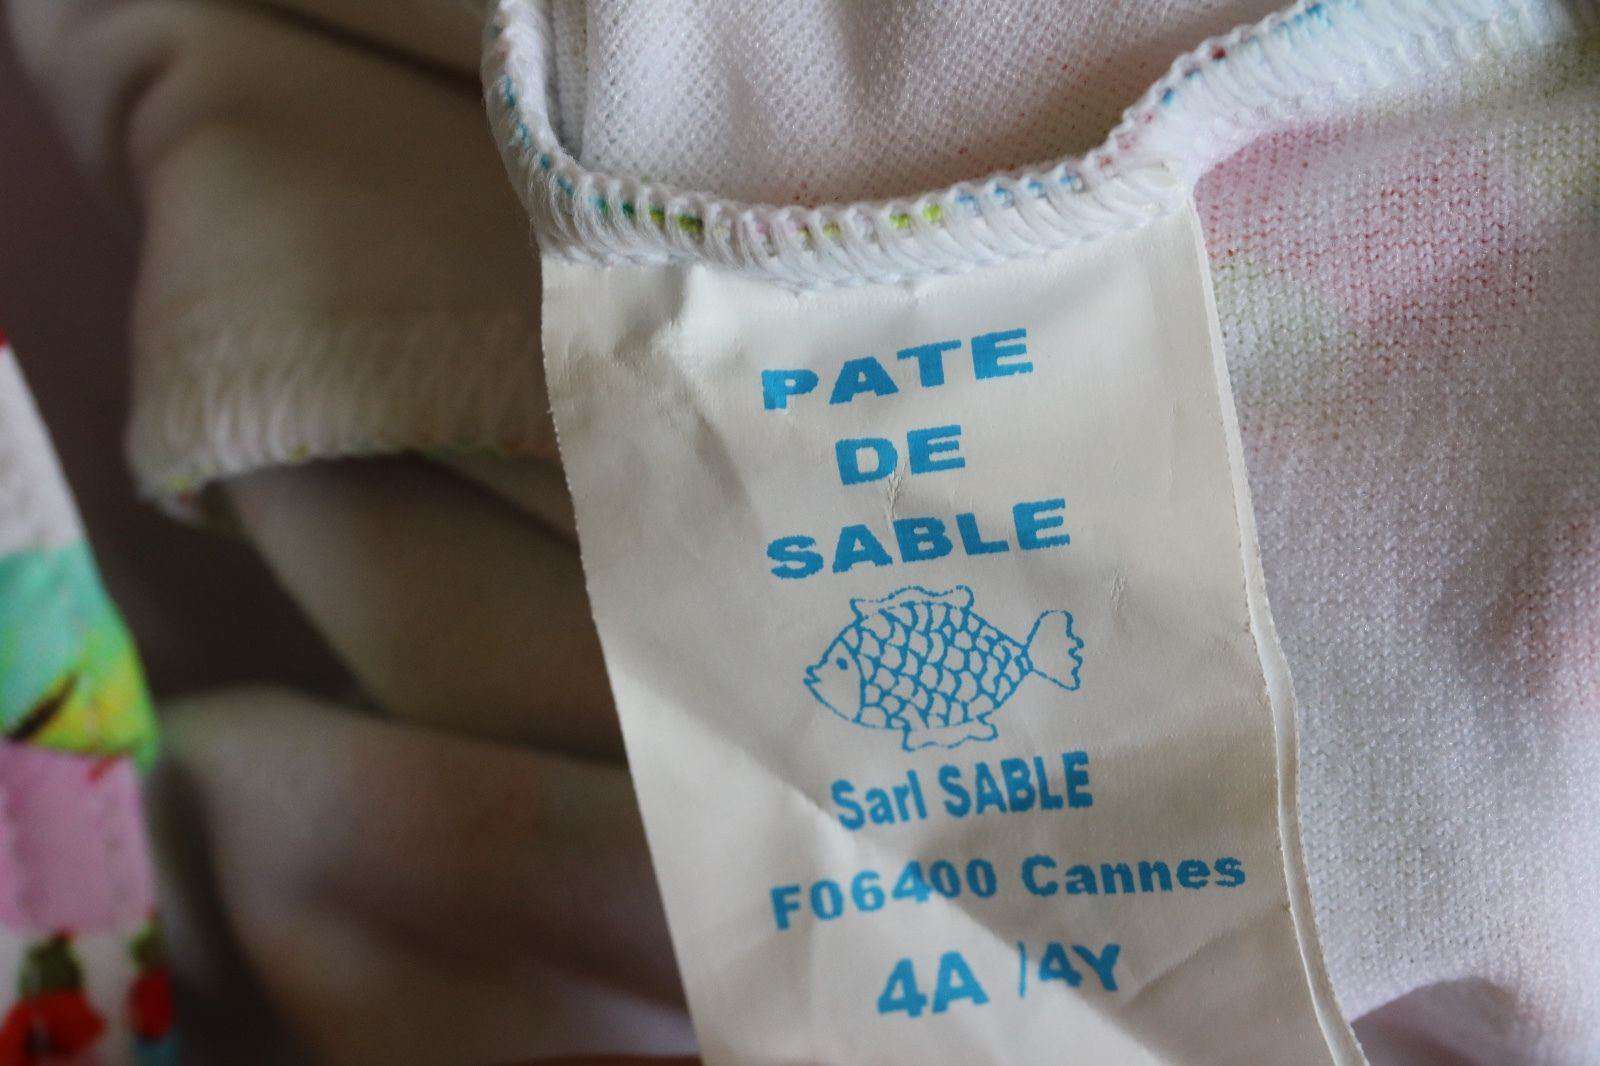 PATE
DE
SABLE
Sarl SABLE
F06400 Cannes
4A /4Y